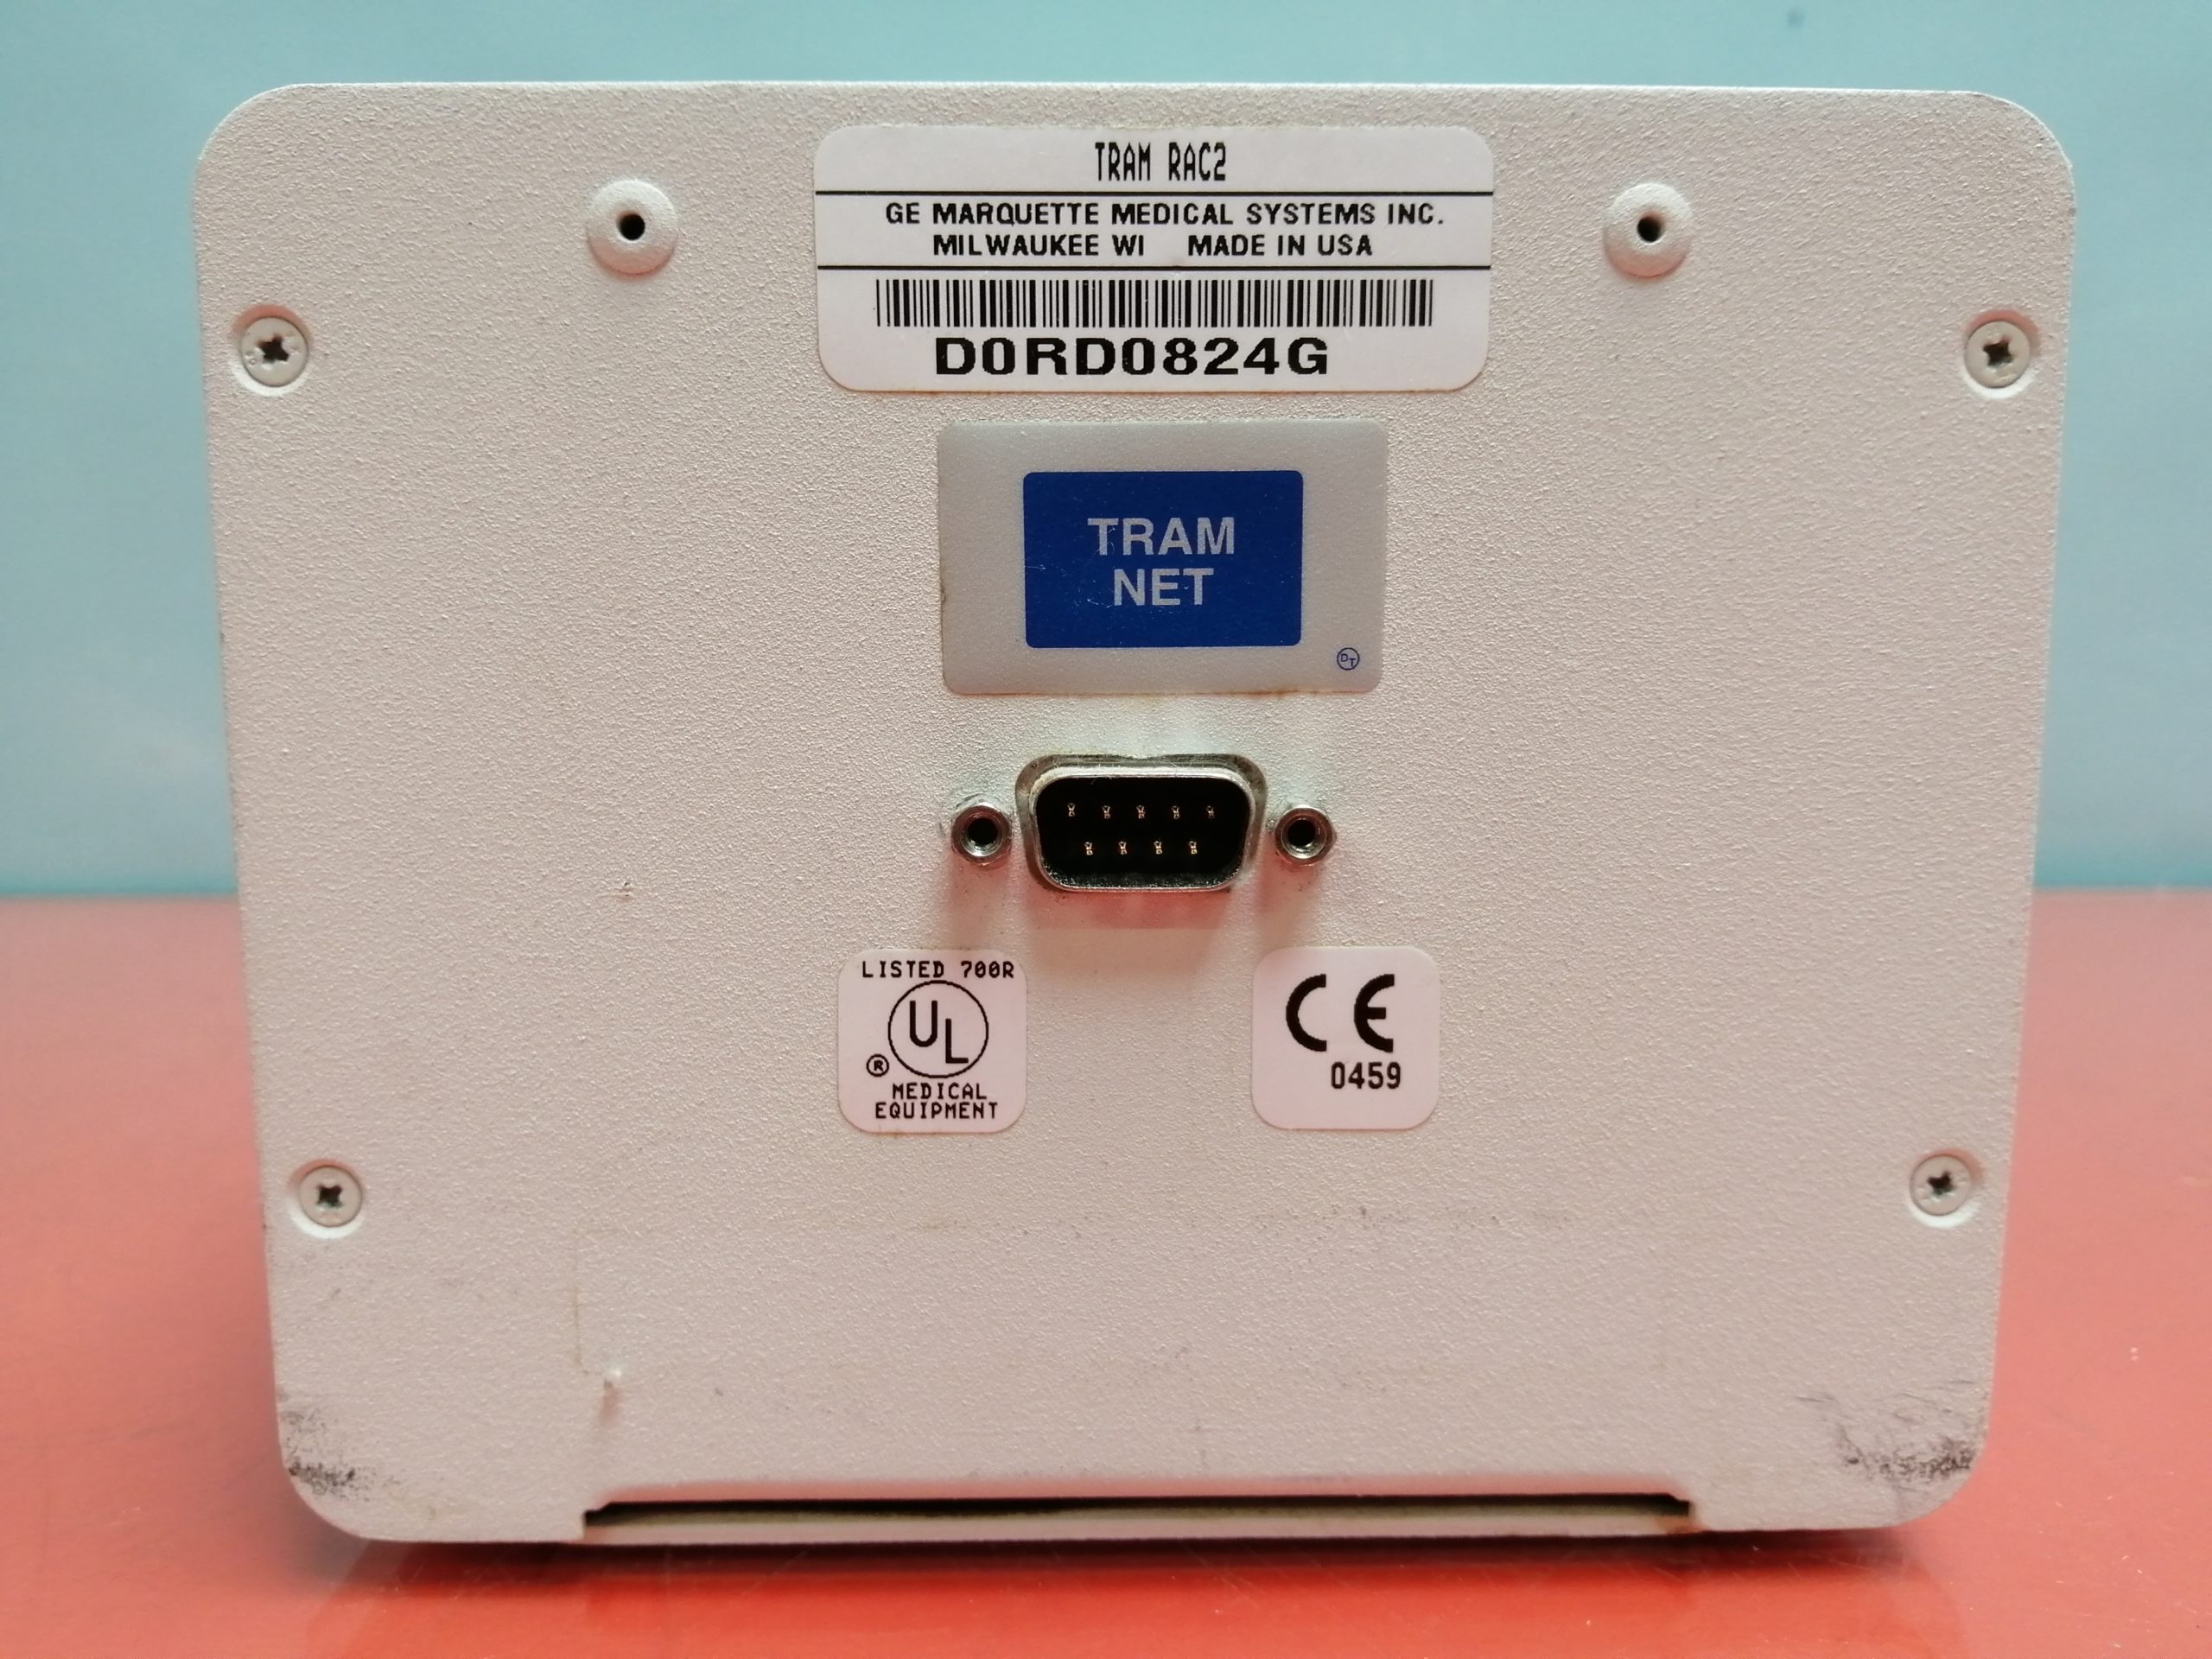 TRAM RAC2
GE MARQUETTE MEDICAL SYSTEMS INC.
MILWAUKEE WI MADE IN USA
D0RD0824G
TRAM
NET
DT
LISTED 700R
UL
®
MEDICAL
EQUIPMENT
CE
0459